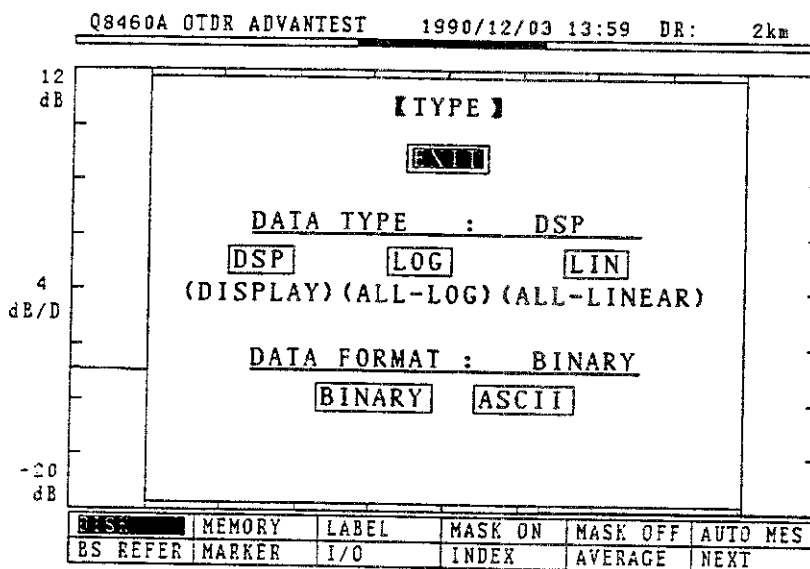 Q8460A OTDR ADVANTEST 1990/12/03 13:59 DR: 2km
12
dB
【TYPE】
EXIT
DATA TYPE : DSP
DSP LOG LIN
(DISPLAY) (ALL-LOG) (ALL-LINEAR)
4
dB/D
DATA FORMAT : BINARY
BINARY ASCII
-20
dB
DISK MEMORY LABEL MASK ON MASK OFF AUTO MES
BS REFER MARKER I/O INDEX AVERAGE NEXT